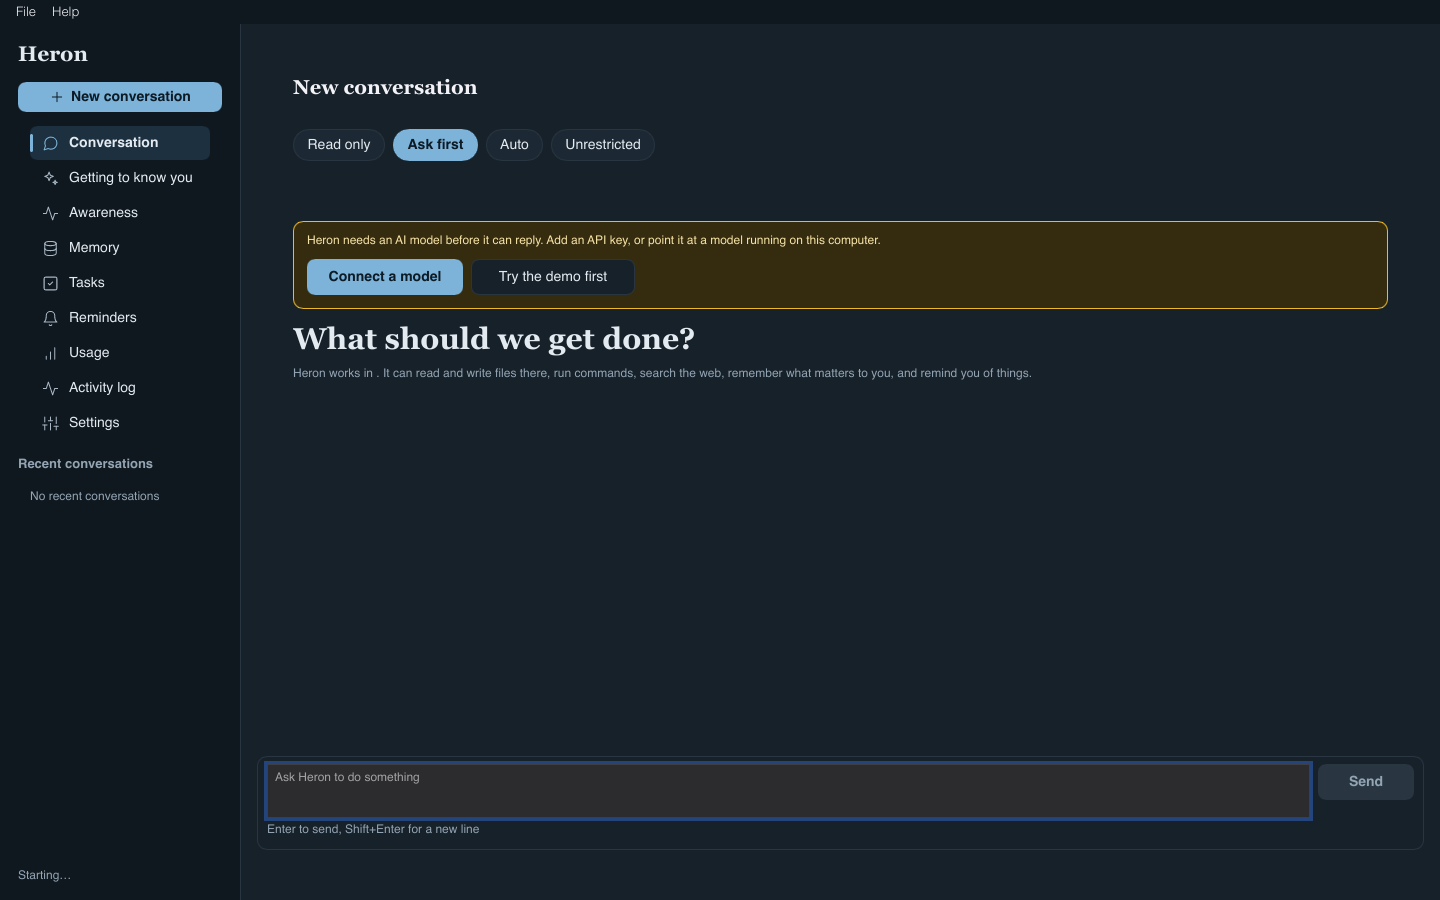 File Help
Heron
New conversation
Conversation
Getting to know you
Awareness
Memory
Tasks
Reminders
Usage
Activity log
Settings
Recent conversations
No recent conversations
Starting…
New conversation
Read only Ask first Auto Unrestricted
Heron needs an AI model before it can reply. Add an API key, or point it at a model running on this computer.
Connect a model Try the demo first
What should we get done?
Heron works in . It can read and write files there, run commands, search the web, remember what matters to you, and remind you of things.
Ask Heron to do something
Send
Enter to send, Shift+Enter for a new line